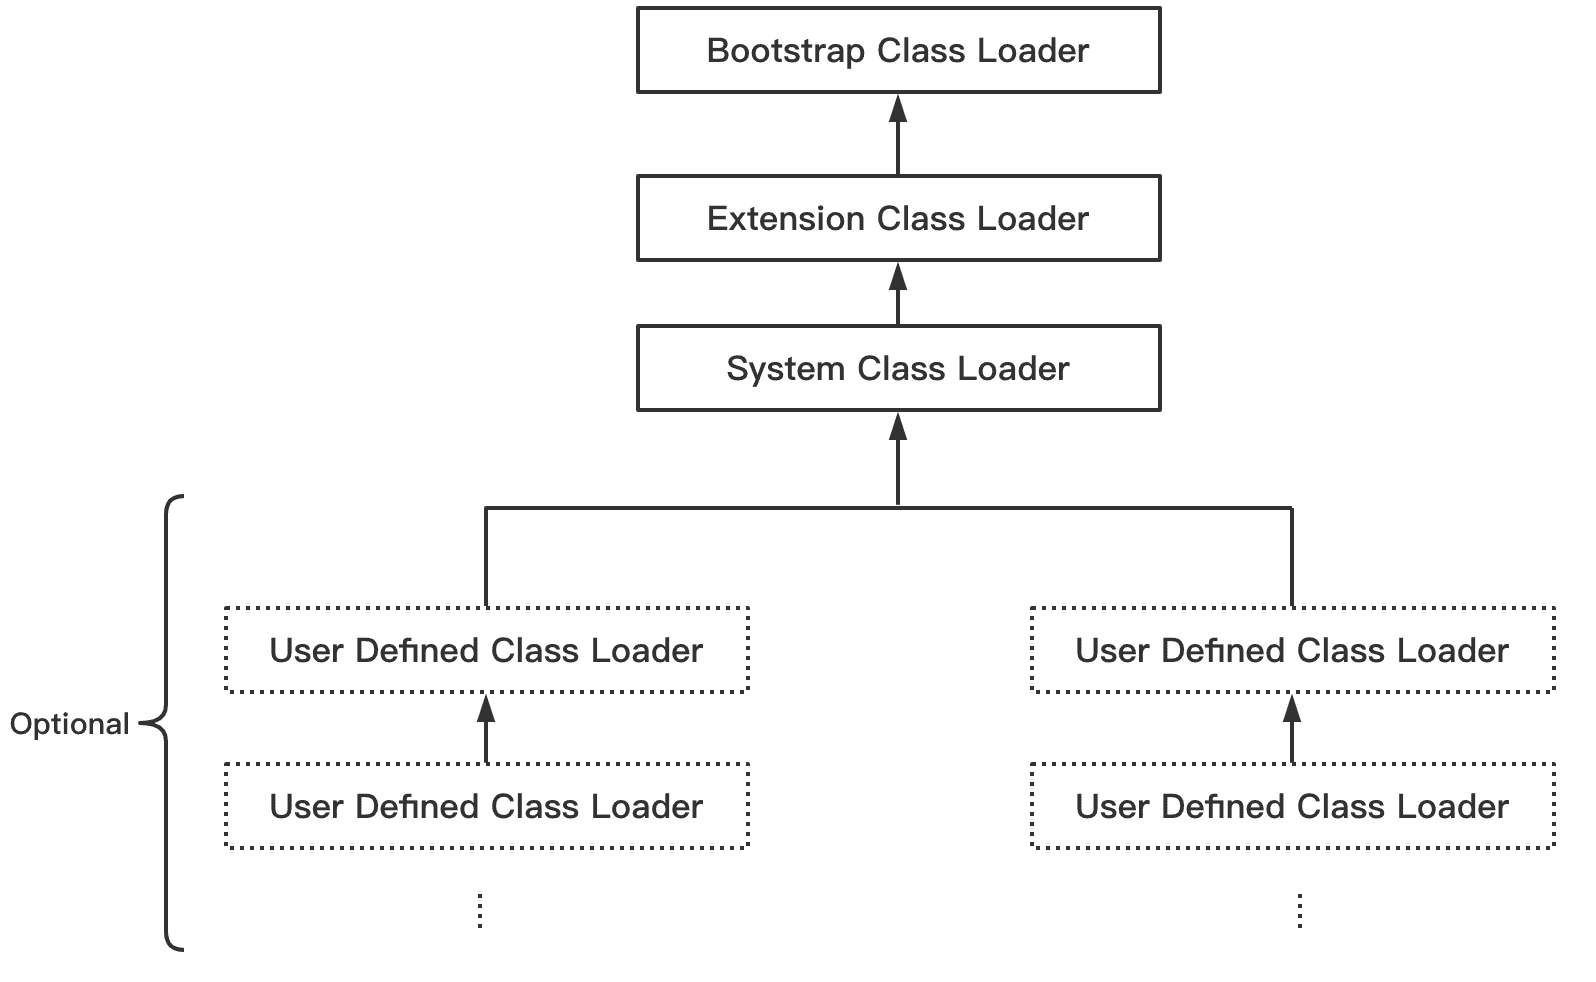 Bootstrap Class Loader
Extension Class Loader
System Class Loader
User Defined Class Loader
User Defined Class Loader
Optional
User Defined Class Loader
User Defined Class Loader